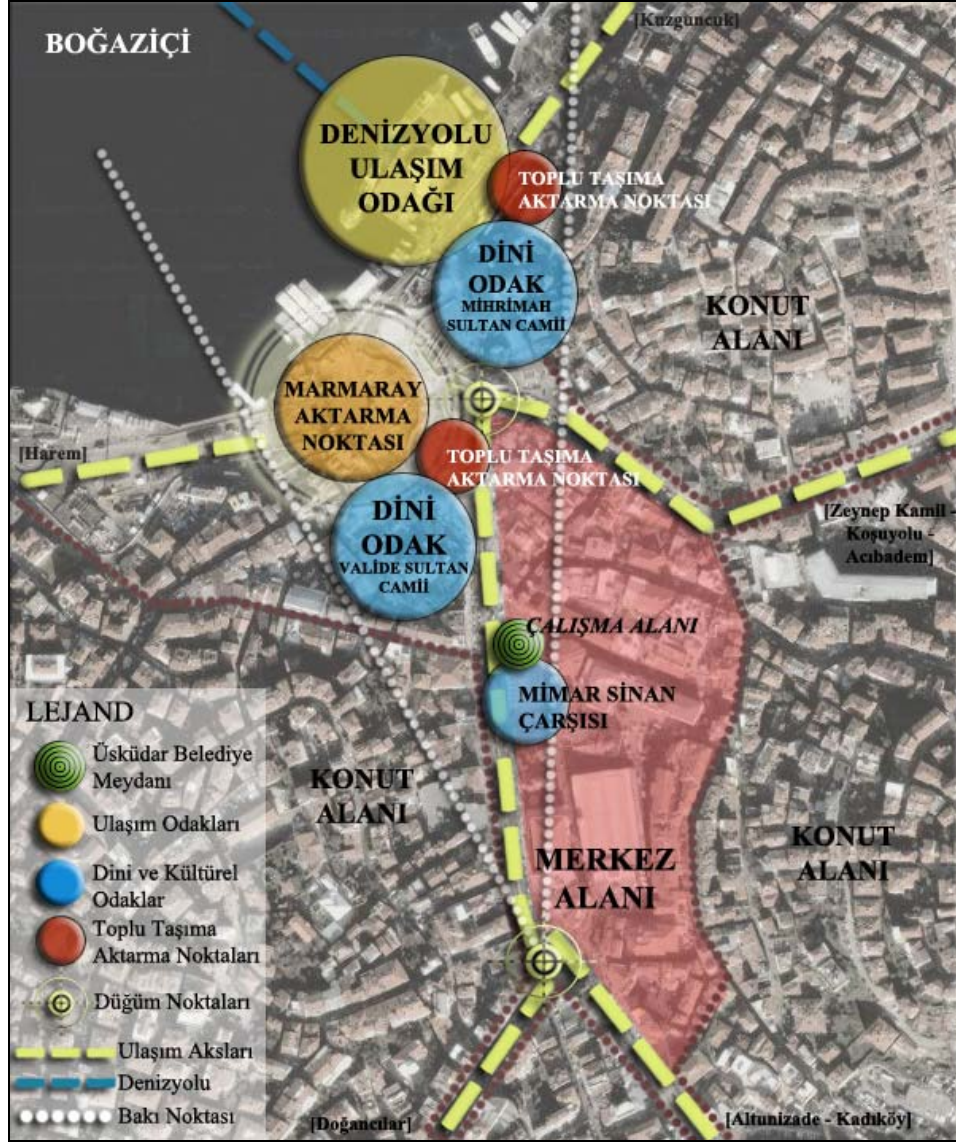 BOĞAZİÇİ
[Kuzguncuk]
DENİZYOLU
ULAŞIM
ODAĞI
TOPLU TAŞIMA
AKTARMA NOKTASI
DİNİ
ODAK
MİHRİMAH
SULTAN CAMİİ
KONUT
ALANI
MARMARAY
AKTARMA
NOKTASI
[Harem]
TOPLU TAŞIMA
AKTARMA NOKTASI
DİNİ
ODAK
VALİDE SULTAN
CAMİİ
[Zeynep Kamil -
Koşuyolu -
Acıbadem]
ÇALIŞMA ALANI
MİMAR SİNAN
ÇARŞISI
KONUT
ALANI
MERKEZ
ALANI
KONUT
ALANI
LEJAND
Üsküdar Belediye
Meydanı
Ulaşım Odakları
Dini ve Kültürel
Odaklar
Toplu Taşıma
Aktarma Noktaları
Düğüm Noktaları
Ulaşım Aksları
Denizyolu
Bakı Noktası
[Doğancılar]
[Altunizade - Kadıköy]